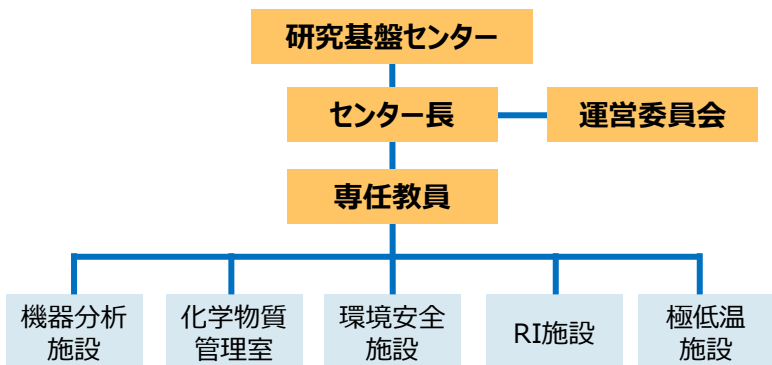 研究基盤センター
センター長
運営委員会
専任教員
機器分析
施設
化学物質
管理室
環境安全
施設
RI施設
極低温
施設